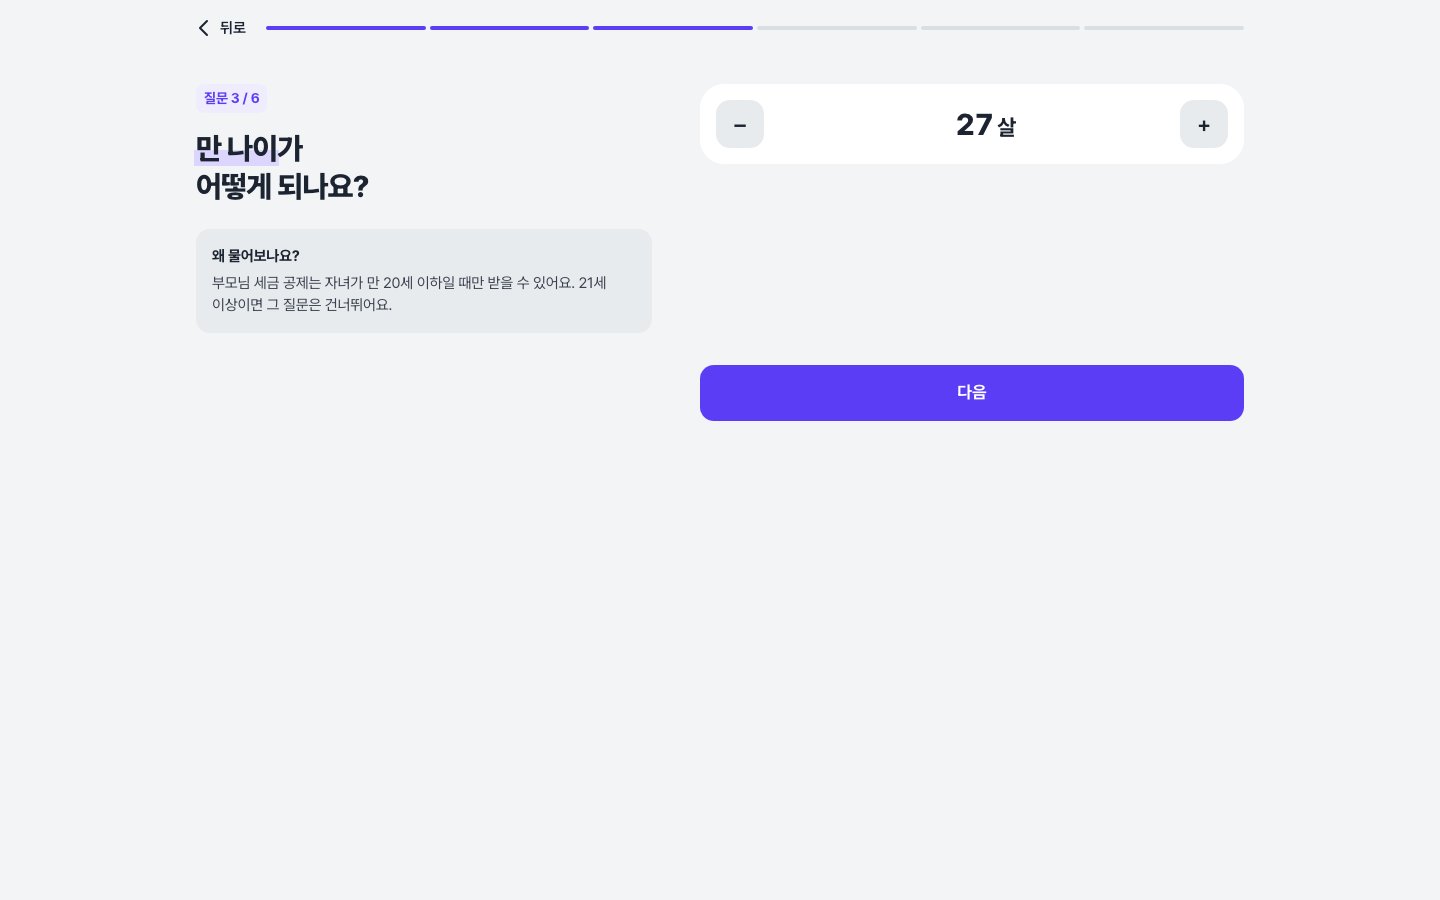 뒤로
질문 3 / 6
만 나이가
어떻게 되나요?
왜 물어보나요?
부모님 세금 공제는 자녀가 만 20세 이하일 때만 받을 수 있어요. 21세
이상이면 그 질문은 건너뛰어요.
− 27 살 +
다음